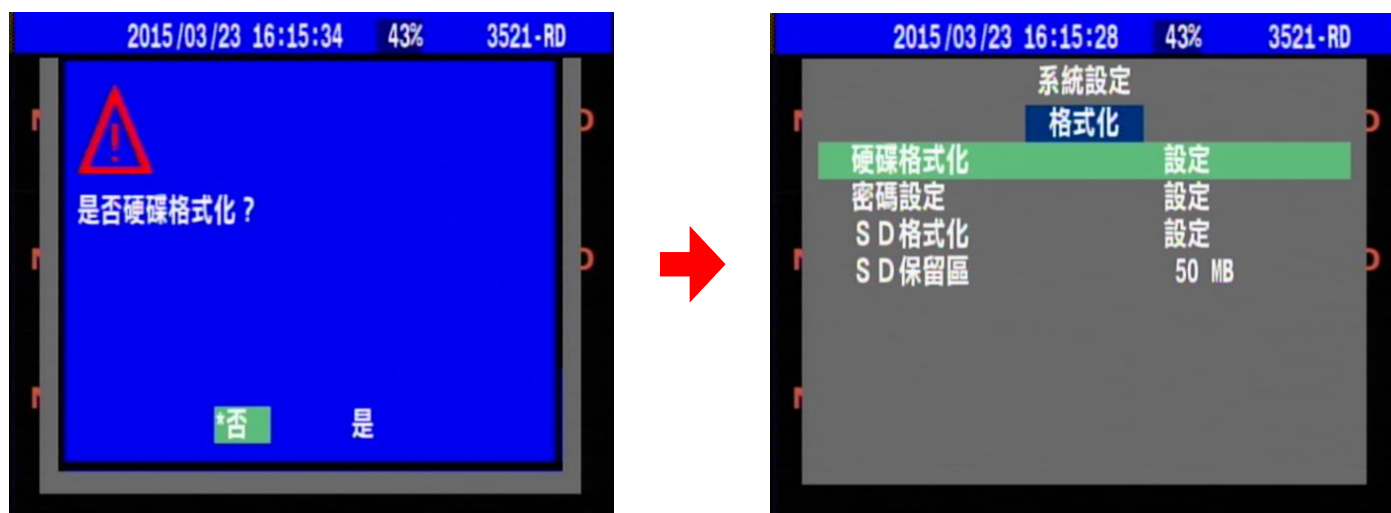 2015/03/23 16:15:34 43% 3521-RD
是否硬碟格式化？
*否 是
2015/03/23 16:15:28 43% 3521-RD
系統設定
格式化
硬碟格式化 設定
密碼設定 設定
ＳＤ格式化 設定
ＳＤ保留區 50 MB